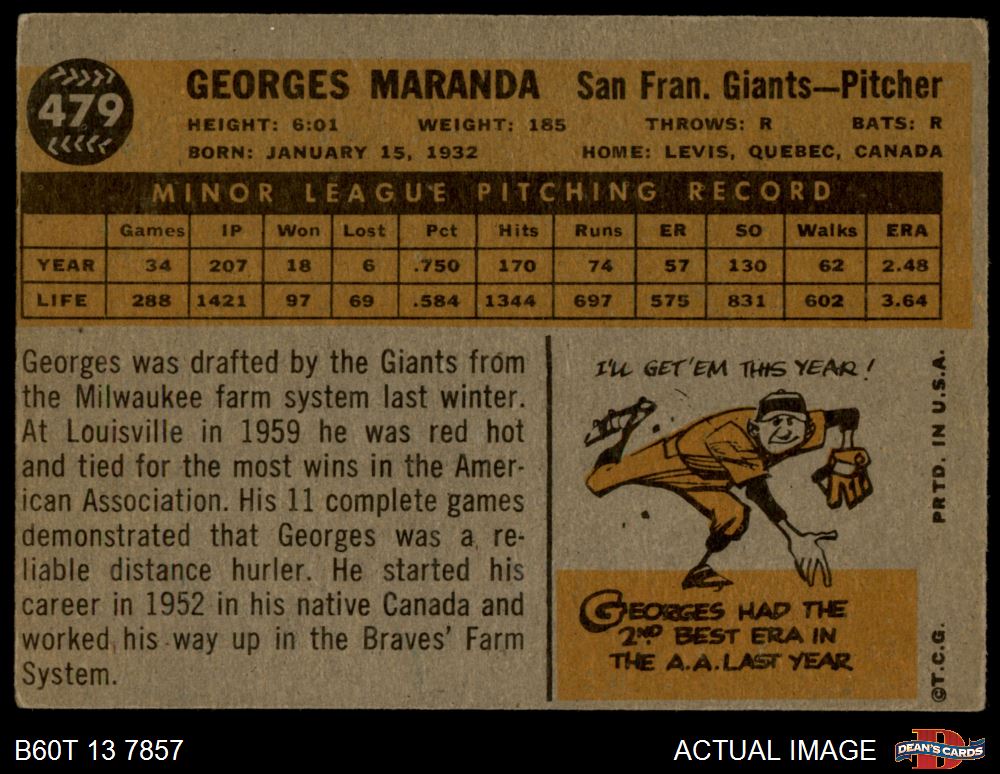 479
GEORGES MARANDA San Fran. Giants—Pitcher
HEIGHT: 6:01 WEIGHT: 185 THROWS: R BATS: R
BORN: JANUARY 15, 1932 HOME: LEVIS, QUEBEC, CANADA
MINOR LEAGUE PITCHING RECORD
Games IP Won Lost Pct Hits Runs ER SO Walks ERA
YEAR 34 207 18 6 .750 170 74 57 130 62 2.48
LIFE 288 1421 97 69 .584 1344 697 575 831 602 3.64
Georges was drafted by the Giants from
the Milwaukee farm system last winter.
At Louisville in 1959 he was red hot
and tied for the most wins in the Amer-
ican Association. His 11 complete games
demonstrated that Georges was a re-
liable distance hurler. He started his
career in 1952 in his native Canada and
worked his way up in the Braves' Farm
System.
I'LL GET 'EM THIS YEAR!
GEORGES HAD THE
2ND BEST ERA IN
THE A.A. LAST YEAR
©T.C.G. PRTD. IN U.S.A.
B60T 13 7857 ACTUAL IMAGE
DEAN'S CARDS